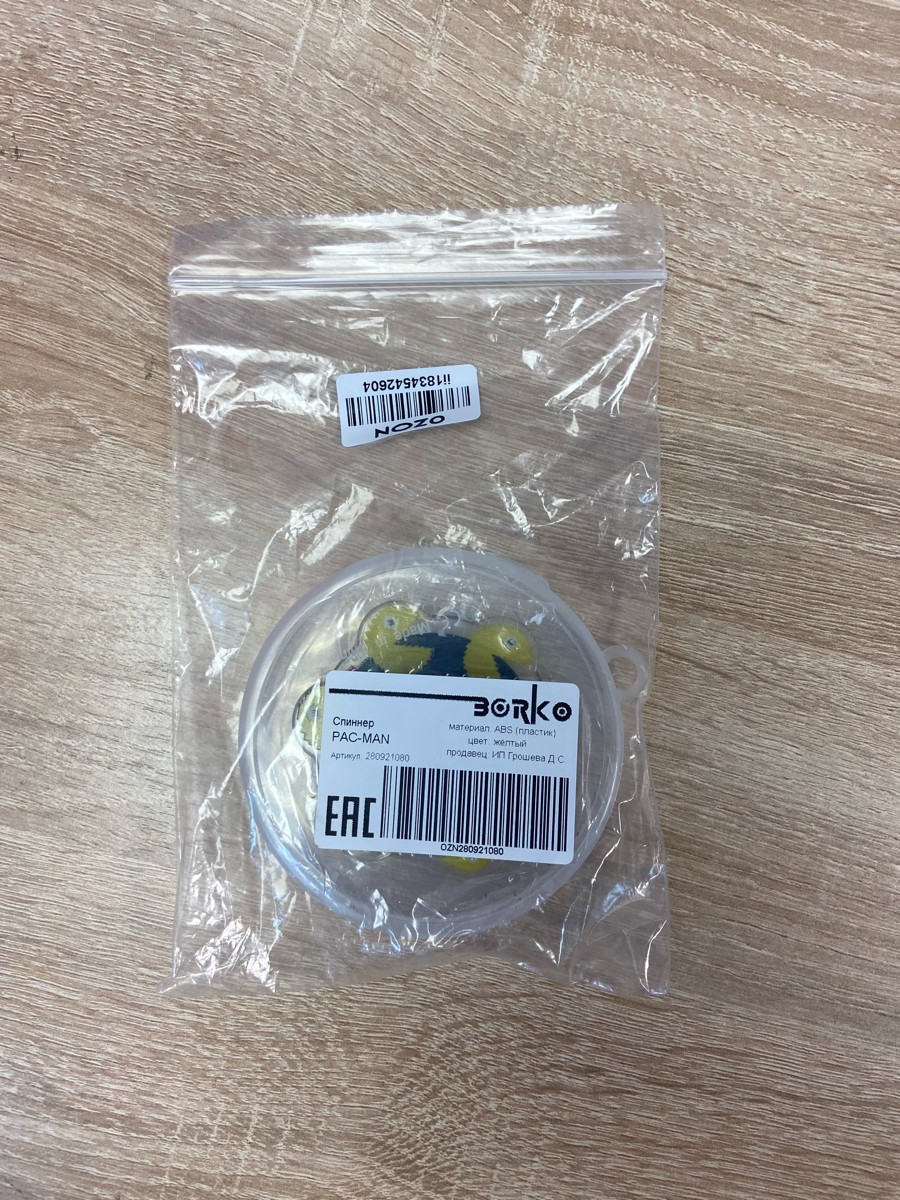 ii1834542604
OZON
BORKO
Спиннер
PAC-MAN
Артикул: 280921080
материал: ABS (пластик)
цвет: жёлтый
продавец: ИП Грошева Д.С.
EAC
OZN280921080